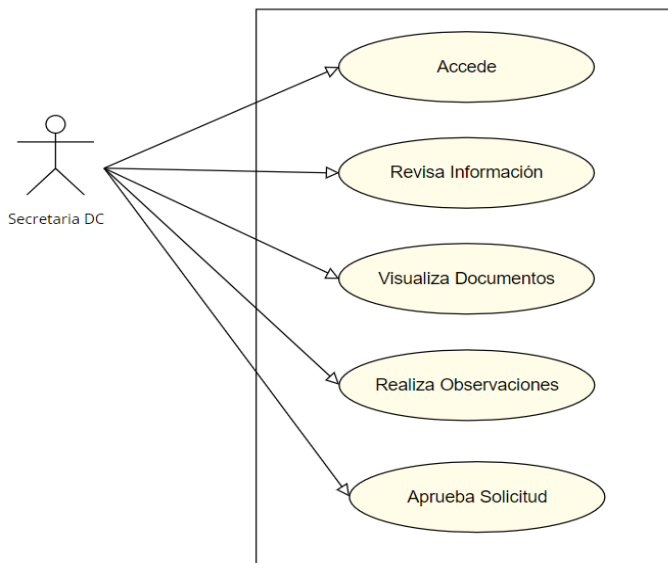 Accede
Revisa Información
Secretaria DC
Visualiza Documentos
Realiza Observaciones
Aprueba Solicitud